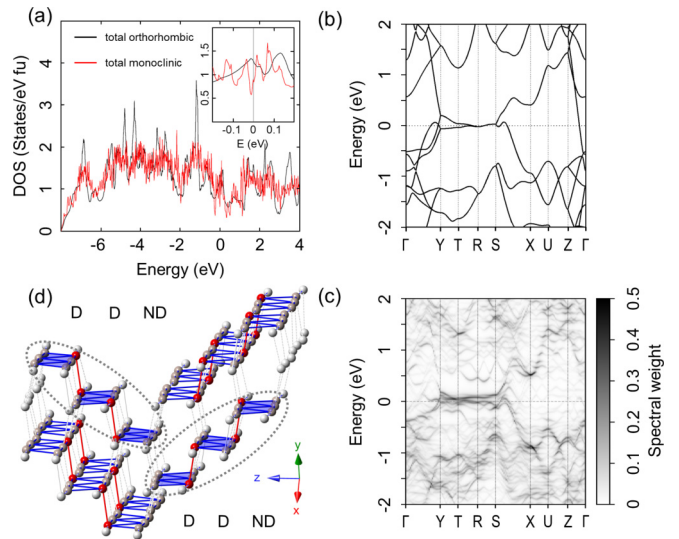 (a)
total orthorhombic
total monoclinic
DOS (States/eV fu)
5
4
3
2
1
0
-6 -4 -2 0 2 4
Energy (eV)
1.5
1.0
0.5
-0.1 0 0.1
E (eV)
(b)
Energy (eV)
2
1
0
-1
-2
Γ Y T R S X U Z Γ
(d)
D D ND
D D ND
y
z
x
(c)
Energy (eV)
2
1
0
-1
-2
Γ Y T R S X U Z Γ
0.5
0.4
0.3
0.2
0.1
0
Spectral weight